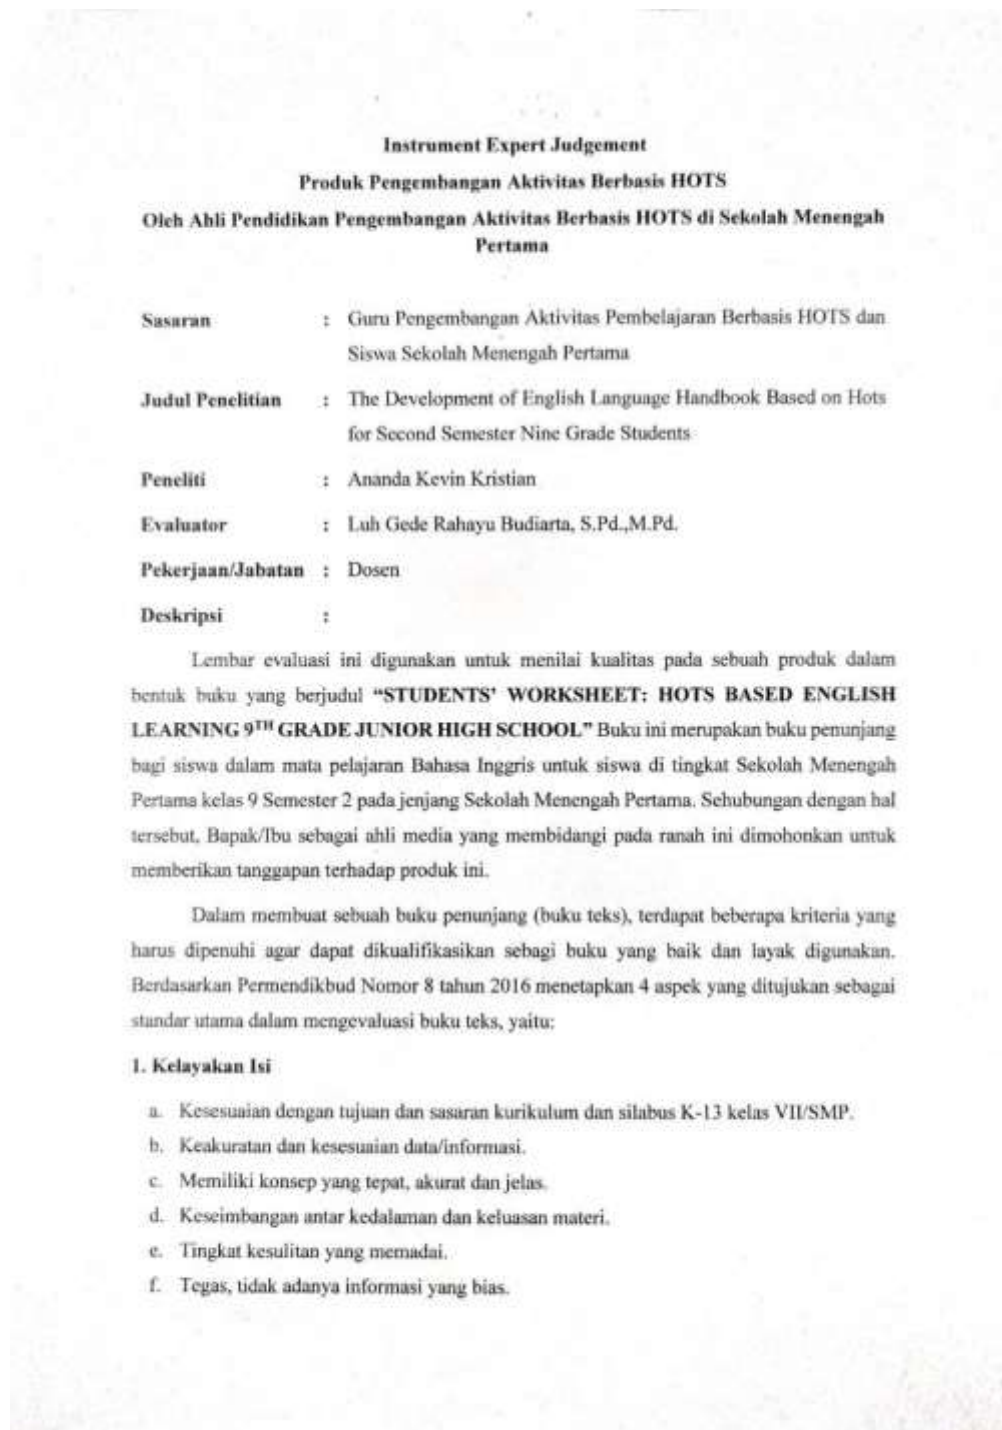 Instrument Expert Judgement
Produk Pengembangan Aktivitas Berbasis HOTS
Oleh Ahli Pendidikan Pengembangan Aktivitas Berbasis HOTS di Sekolah Menengah
Pertama
Sasaran : Guru Pengembangan Aktivitas Pembelajaran Berbasis HOTS dan
Siswa Sekolah Menengah Pertama
Judul Penelitian : The Development of English Language Handbook Based on Hots
for Second Semester Nine Grade Students
Peneliti : Ananda Kevin Kristian
Evaluator : Luh Gede Rahayu Budiarta, S.Pd.,M.Pd.
Pekerjaan/Jabatan : Dosen
Deskripsi :
Lembar evaluasi ini digunakan untuk menilai kualitas pada sebuah produk dalam
bentuk buku yang berjudul “STUDENTS’ WORKSHEET: HOTS BASED ENGLISH
LEARNING 9TH GRADE JUNIOR HIGH SCHOOL” Buku ini merupakan buku penunjang
bagi siswa dalam mata pelajaran Bahasa Inggris untuk siswa di tingkat Sekolah Menengah
Pertama kelas 9 Semester 2 pada jenjang Sekolah Menengah Pertama. Sehubungan dengan hal
tersebut, Bapak/Ibu sebagai ahli media yang membidangi pada ranah ini dimohonkan untuk
memberikan tanggapan terhadap produk ini.
Dalam membuat sebuah buku penunjang (buku teks), terdapat beberapa kriteria yang
harus dipenuhi agar dapat dikualifikasikan sebagi buku yang baik dan layak digunakan.
Berdasarkan Permendikbud Nomor 8 tahun 2016 menetapkan 4 aspek yang ditujukan sebagai
standar utama dalam mengevaluasi buku teks, yaitu:
1. Kelayakan Isi
a. Kesesuaian dengan tujuan dan sasaran kurikulum dan silabus K-13 kelas VII/SMP.
b. Keakuratan dan kesesuaian data/informasi.
c. Memiliki konsep yang tepat, akurat dan jelas.
d. Keseimbangan antar kedalaman dan keluasan materi.
e. Tingkat kesulitan yang memadai.
f. Tegas, tidak adanya informasi yang bias.